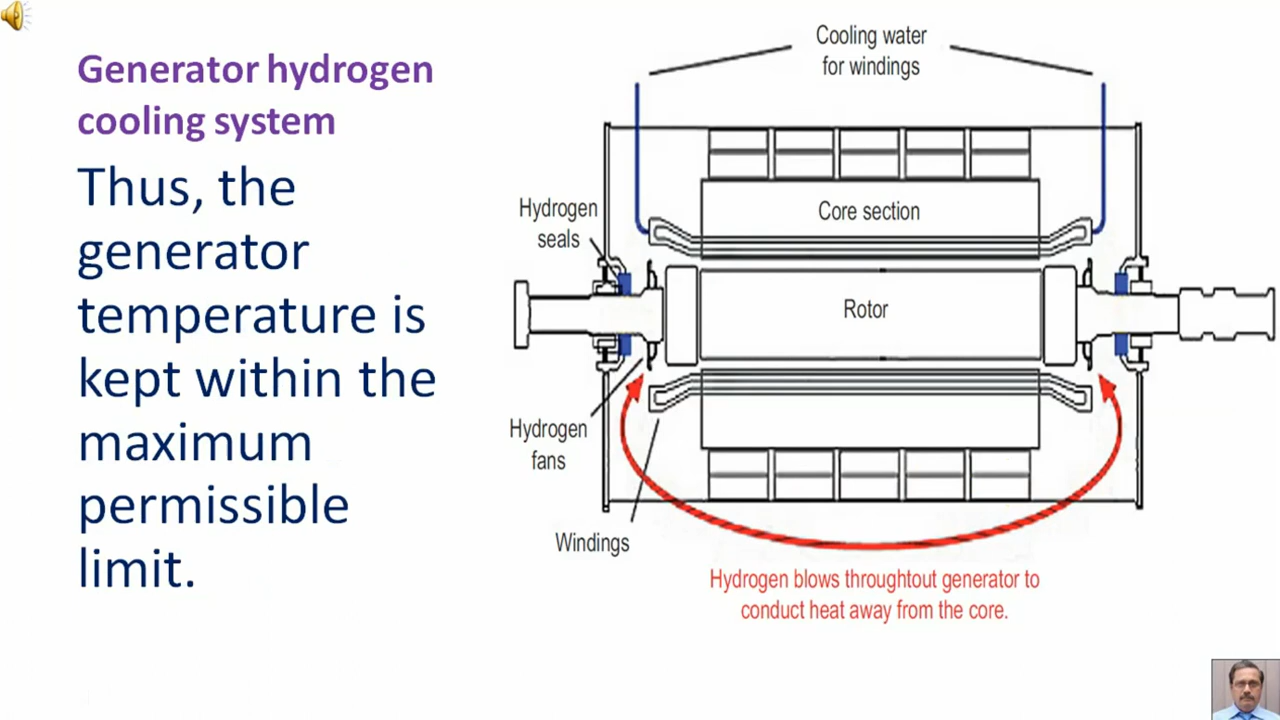 Generator hydrogen
cooling system
Thus, the
generator
temperature is
kept within the
maximum
permissible
limit.
Cooling water
for windings
Core section
Hydrogen
seals
Rotor
Hydrogen
fans
Windings
Hydrogen blows throughtout generator to
conduct heat away from the core.